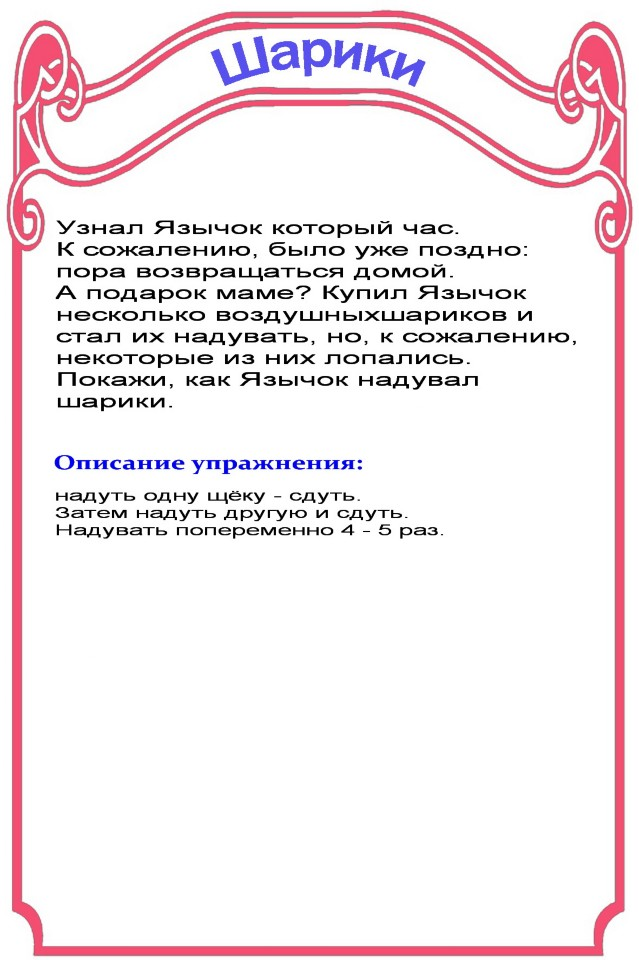 Шарики
Узнал Язычок который час.
К сожалению, было уже поздно:
пора возвращаться домой.
А подарок маме? Купил Язычок
несколько воздушныхшариков и
стал их надувать, но, к сожалению,
некоторые из них лопались.
Покажи, как Язычок надувал
шарики.
Описание упражнения:
надуть одну щёку - сдуть.
Затем надуть другую и сдуть.
Надувать попеременно 4 - 5 раз.